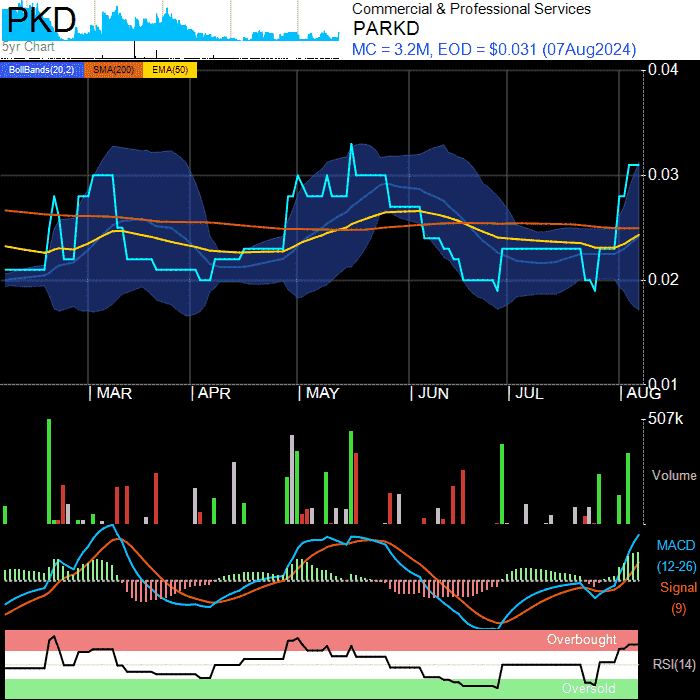 PKD
5yr Chart
Commercial & Professional Services
PARKD
MC = 3.2M, EOD = $0.031 (07Aug2024)
BollBands(20,2) SMA(200) EMA(50)
0.04
0.03
0.02
0.01
| MAR | APR | MAY | JUN | JUL | AUG
507k
Volume
MACD
(12-26)
Signal
(9)
Overbought
RSI(14)
Oversold